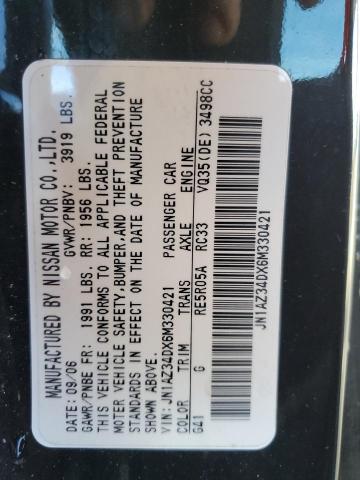 MANUFACTURED BY NISSAN MOTOR CO.,LTD.
DATE: 09/06 GVWR/PNBV: 3919 LBS.
GAWR/PNBE FR: 1991 LBS. RR: 1956 LBS.
THIS VEHICLE CONFORMS TO ALL APPLICABLE FEDERAL
MOTOR VEHICLE SAFETY,BUMPER,AND THEFT PREVENTION
STANDARDS IN EFFECT ON THE DATE OF MANUFACTURE
SHOWN ABOVE.
VIN: JN1AZ34DX6M330421 PASSENGER CAR
COLOR TRIM TRANS AXLE ENGINE
G41 G RE5R05A RC33 VQ35(DE) 3498CC
JN1AZ34DX6M330421